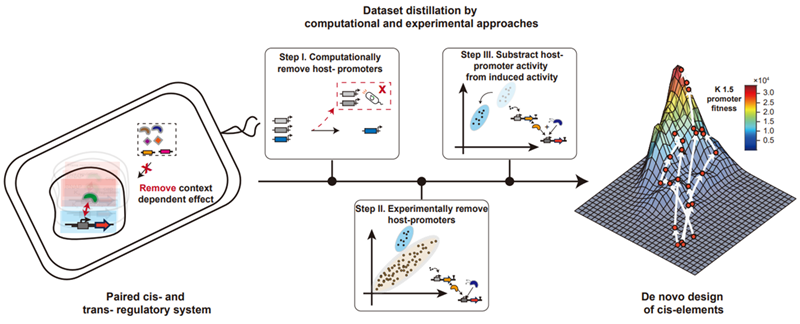 Dataset distillation by
computational and experimental approaches
Step I. Computationally
remove host- promoters
X
Step III. Substract host-
promoter activity
from induced activity
K 1.5
promoter
fitness
×10⁴
3.0
2.5
2.0
1.5
1.0
0.5
Remove context
dependent effect
Step II. Experimentally remove
host-promoters
Paired cis- and
trans- regulatory system
De novo design
of cis-elements